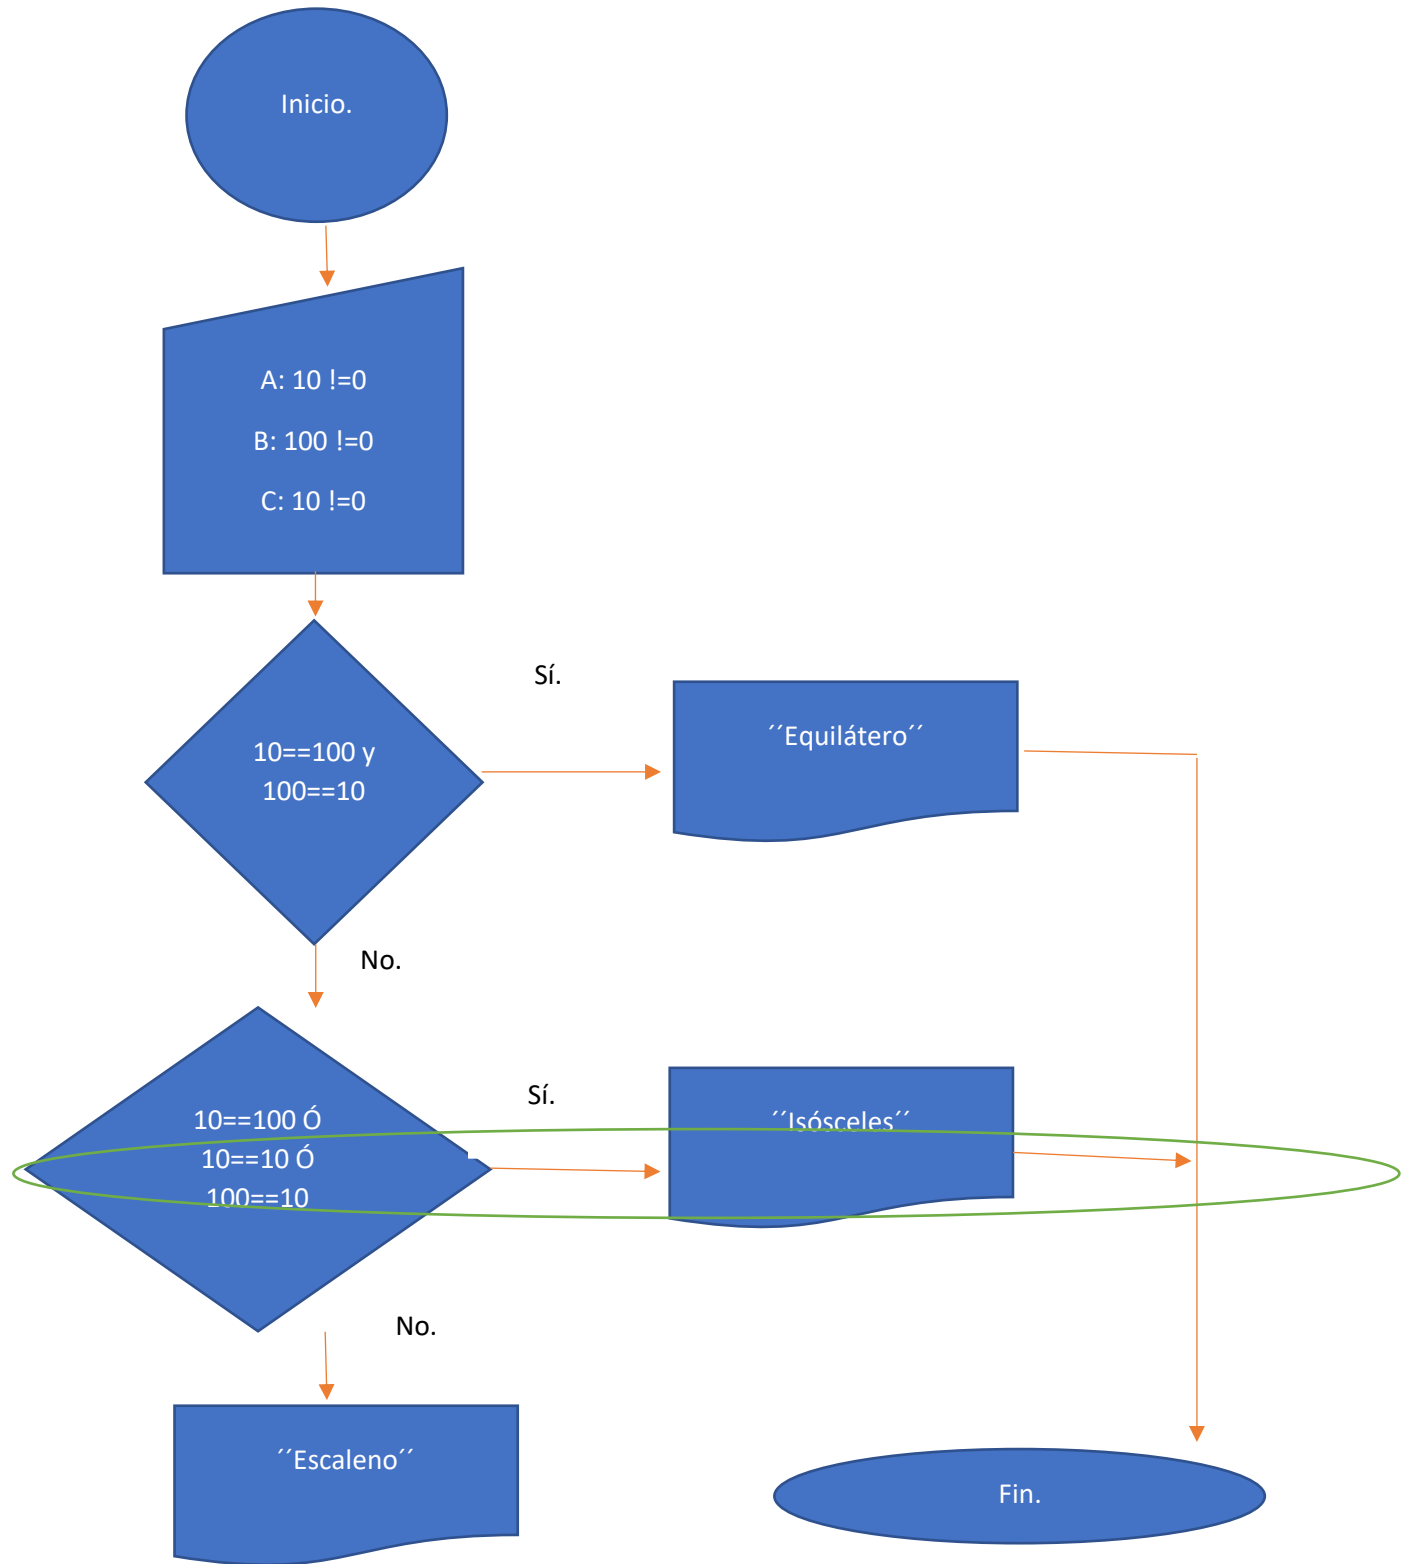 Inicio.
A: 10 !=0
B: 100 !=0
C: 10 !=0
Sí.
´´Equilátero´´
10==100 y
100==10
No.
Sí.
10==100 Ó
10==10 Ó
100==10
´´Isósceles´´
No.
´´Escaleno´´
Fin.